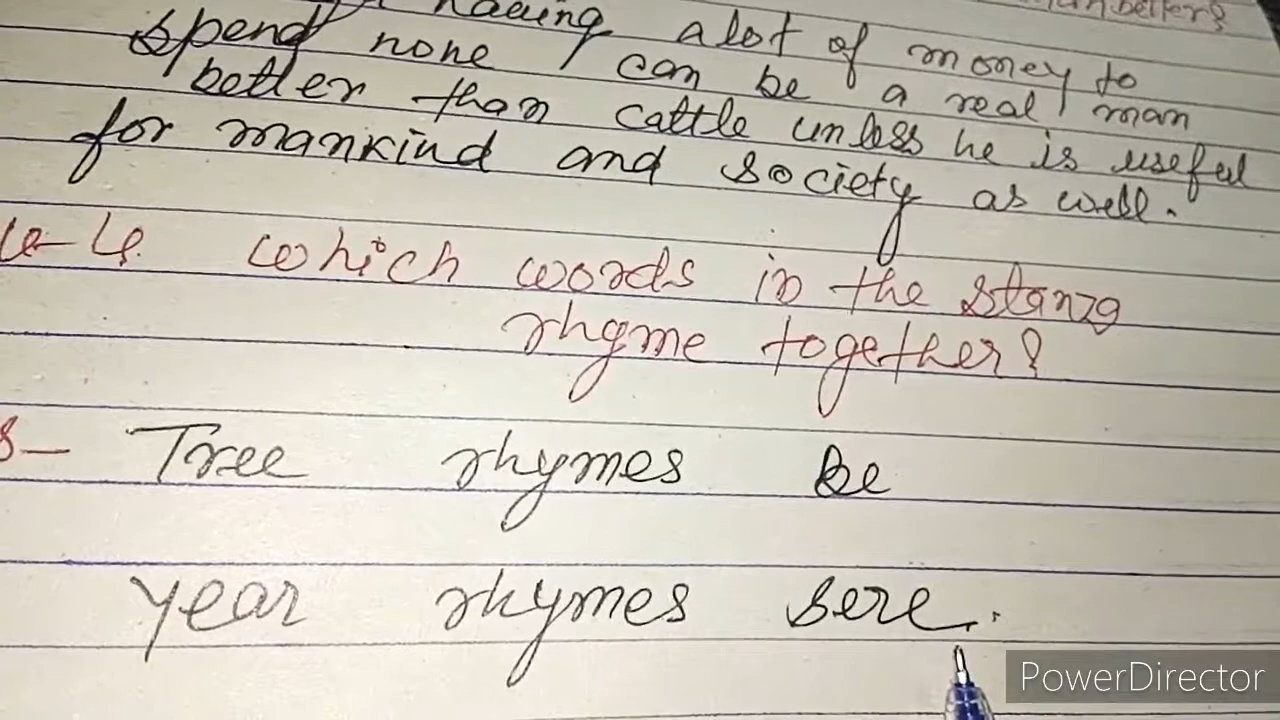 having a lot of money to
spend none can be a real man
better than cattle unless he is useful
for mankind and society as well.
which words in the stanza
rhyme together?
Tree rhymes be
year rhymes sere.
PowerDirector